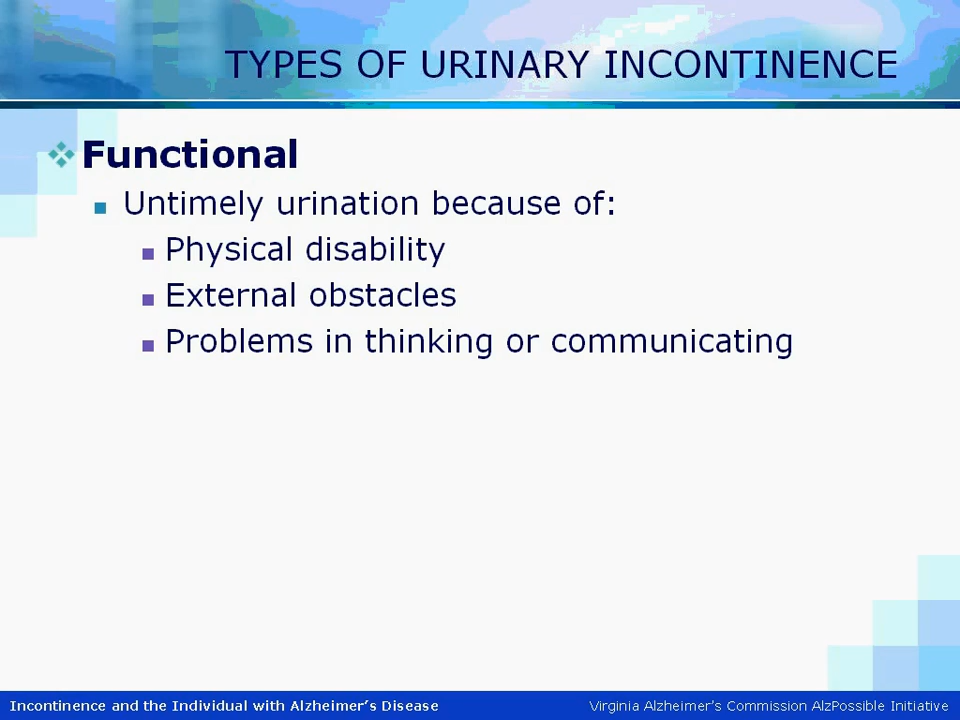 TYPES OF URINARY INCONTINENCE
Functional
Untimely urination because of:
Physical disability
External obstacles
Problems in thinking or communicating
Incontinence and the Individual with Alzheimer's Disease
Virginia Alzheimer's Commission AlzPossible Initiative